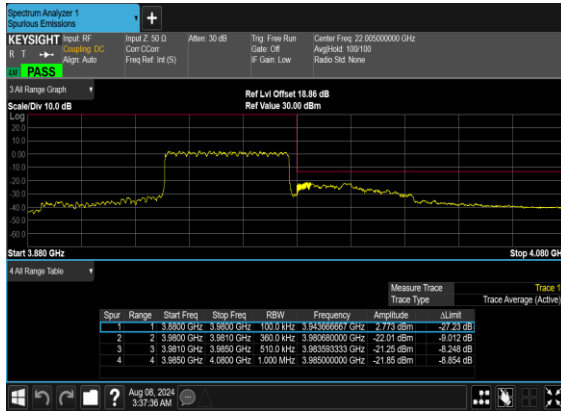 Spectrum Analyzer 1
Spurious Emissions
KEYSIGHT Input: RF Input Z: 50 Ω Atten: 30 dB Trig: Free Run Center Freq: 22.005000000 GHz
R T Coupling: DC Corr CCorr Gate: Off Avg|Hold: 100/100
Align: Auto Freq Ref: Int (S) IF Gain: Low Radio Std: None
LU PASS
3 All Range Graph Ref Lvl Offset 18.86 dB
Scale/Div 10.0 dB Ref Value 30.00 dBm
Log
20.0
10.0
0.00
-10.0
-20.0
-30.0
-40.0
-50.0
-60.0
Start 3.880 GHz Stop 4.080 GH
4 All Range Table
Measure Trace Trace 1
Trace Type Trace Average (Active)
Spur Range Start Freq Stop Freq RBW Frequency Amplitude ΔLimit
1 1 3.8800 GHz 3.9800 GHz 100.0 kHz 3.943666667 GHz 2.773 dBm -27.23 dB
2 2 3.9800 GHz 3.9810 GHz 360.0 kHz 3.980680000 GHz -22.01 dBm -9.012 dB
3 3 3.9810 GHz 3.9850 GHz 510.0 kHz 3.983593333 GHz -21.25 dBm -8.248 dB
4 4 3.9850 GHz 4.0800 GHz 1.000 MHz 3.985000000 GHz -21.85 dBm -8.854 dB
? Aug 08, 2024
3:37:36 AM